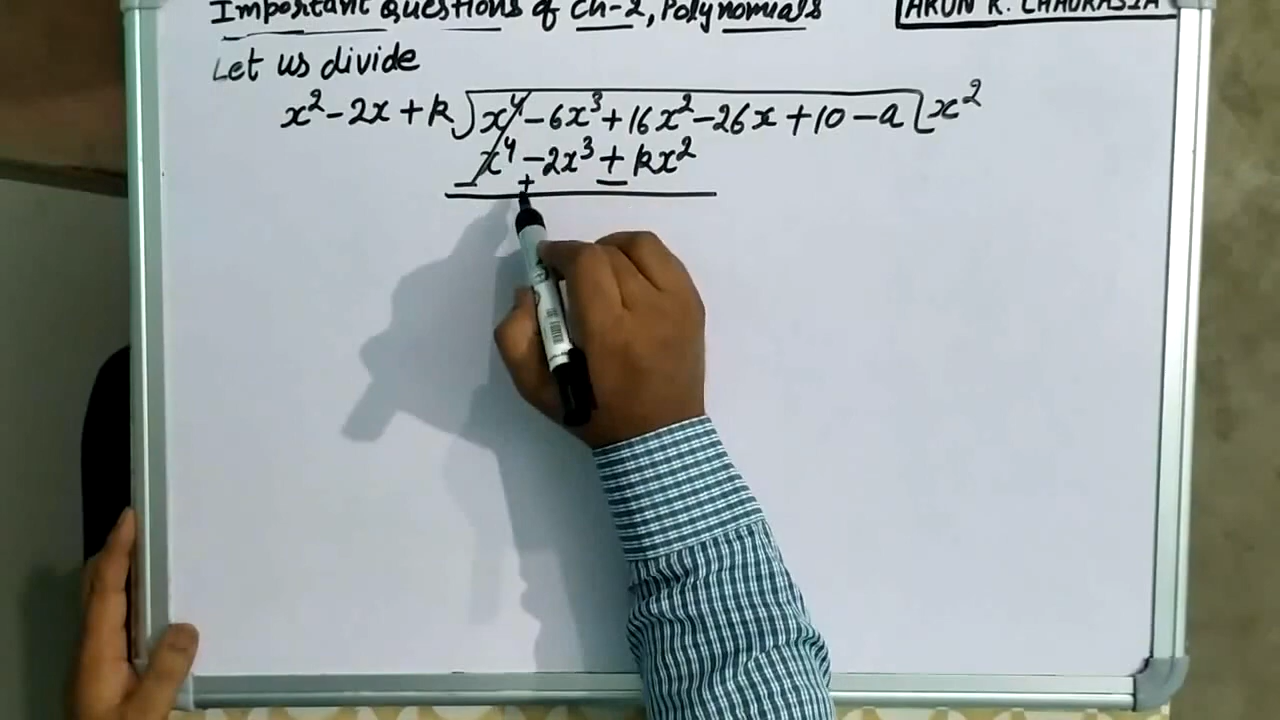 Important Questions of Ch-2, Polynomials
ARUN K. CHAURASIA
Let us divide
x² - 2x + k ) x⁴ - 6x³ + 16x² - 26x + 10 - a [ x²
x⁴ - 2x³ + kx²
- + -